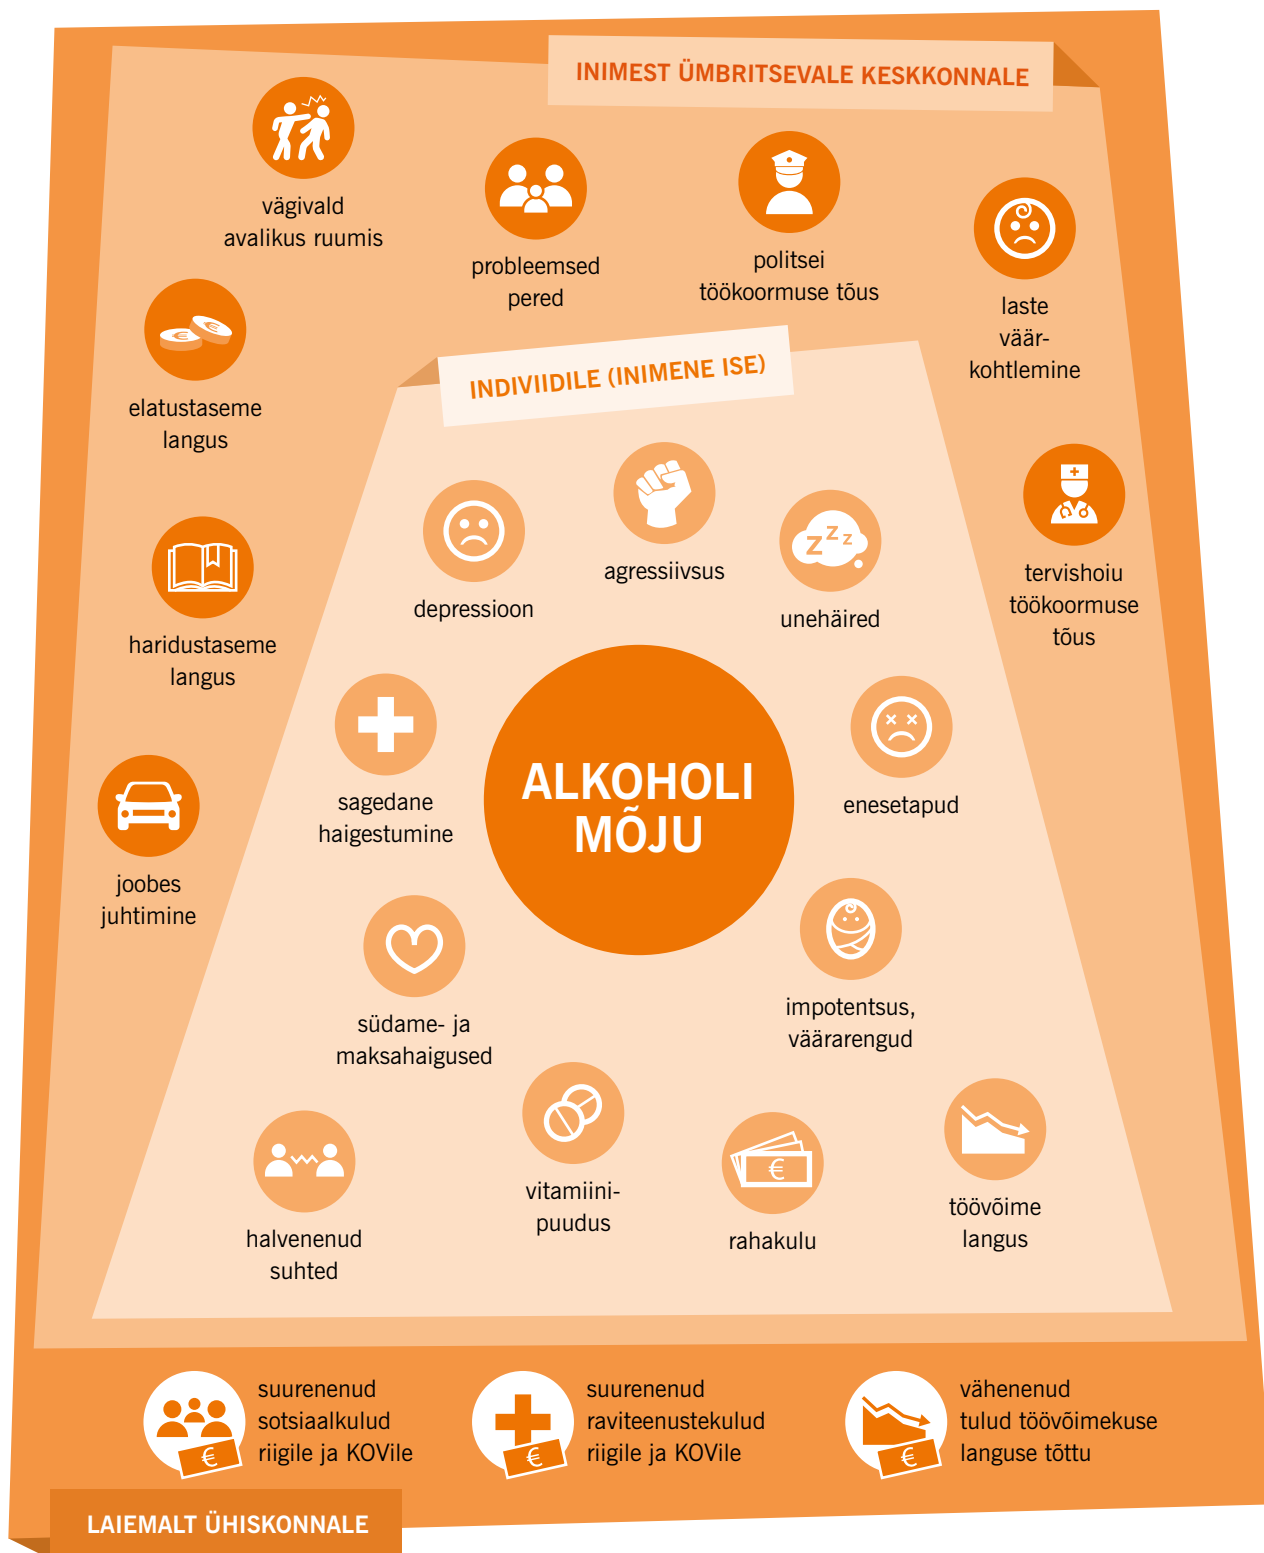 INIMEST ÜMBRITSEVALE KESKKONNALE
vägivald
avalikus ruumis
probleemsed
pered
politsei
töökoormuse tõus
laste
väär-
kohtlemine
elatustaseme
langus
INDIVIIDILE (INIMENE ISE)
haridustaseme
langus
depressioon
agressiivsus
z z z
unehäired
tervishoiu
töökoormuse
tõus
joobes
juhtimine
sagedane
haigestumine
ALKOHOLI
MÕJU
enesetapud
südame- ja
maksahaigused
impotentsus,
väärarengud
halvenenud
suhted
vitamiini-
puudus
€
rahakulu
töövõime
langus
€
suurenenud
sotsiaalkulud
riigile ja KOVile
€
suurenenud
raviteenustekulud
riigile ja KOVile
€
vähenenud
tulud töövõimekuse
languse tõttu
LAIEMALT ÜHISKONNALE